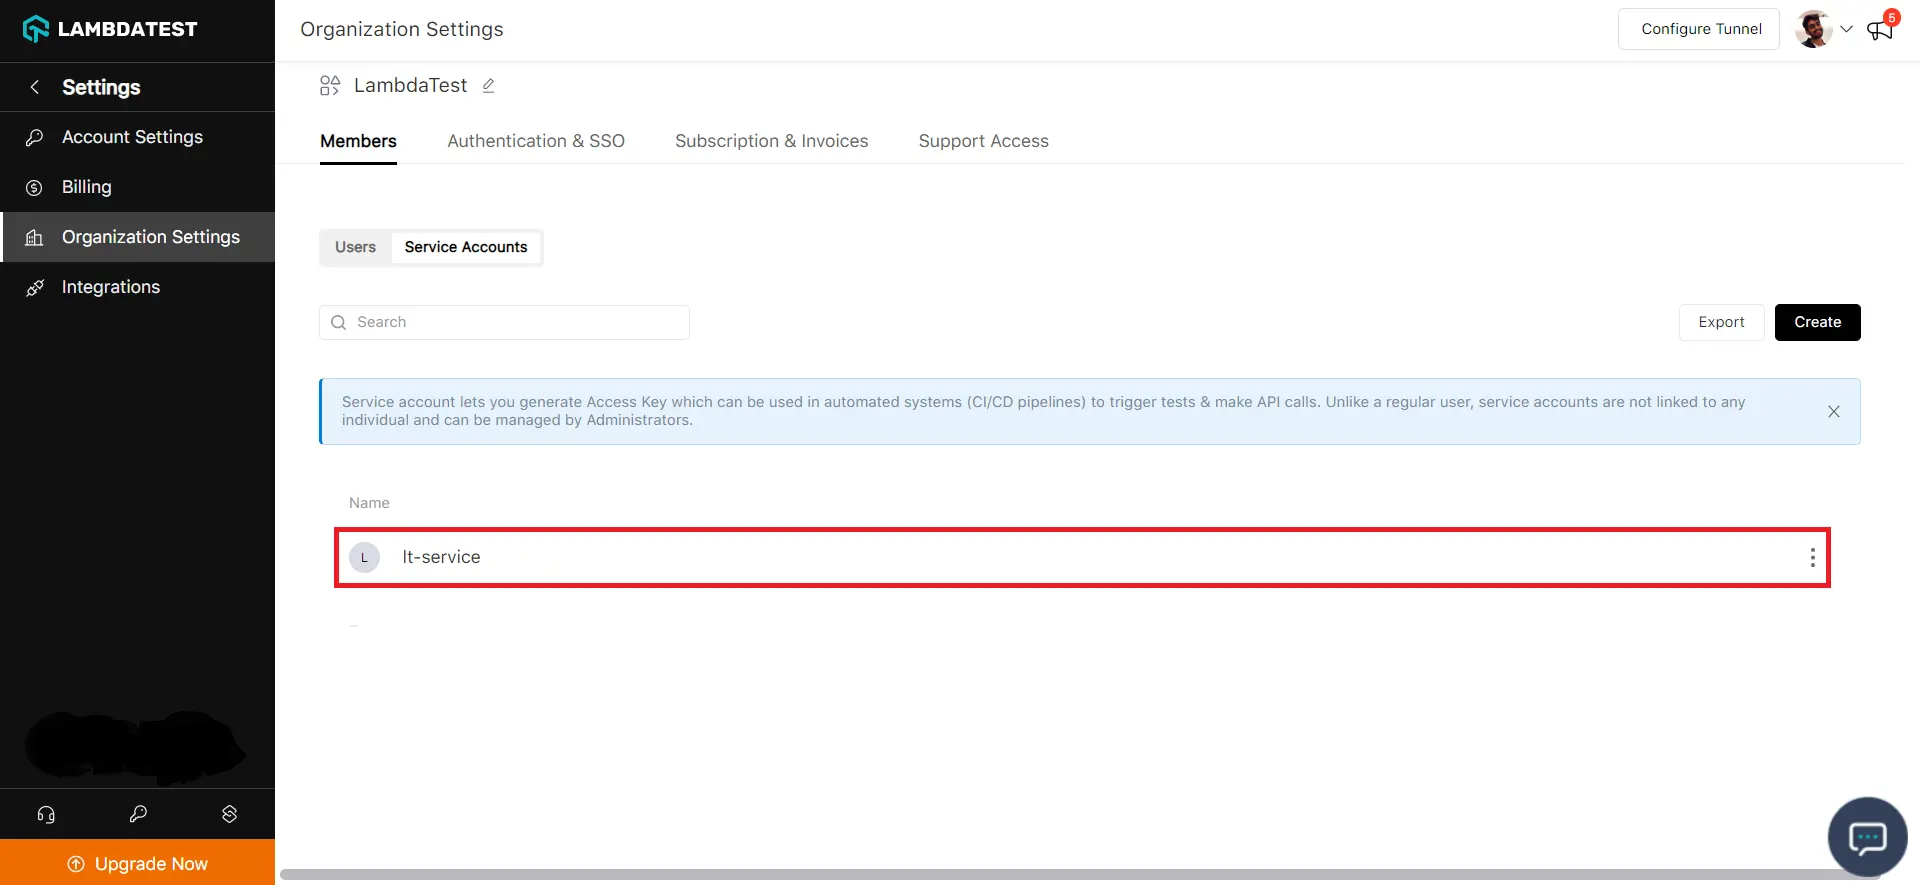 LAMBDATEST
Organization Settings
Configure Tunnel
5
Settings
Account Settings
Billing
Organization Settings
Integrations
LambdaTest
Members
Authentication & SSO
Subscription & Invoices
Support Access
Users
Service Accounts
Search
Export
Create
Service account lets you generate Access Key which can be used in automated systems (CI/CD pipelines) to trigger tests & make API calls. Unlike a regular user, service accounts are not linked to any
individual and can be managed by Administrators.
Name
L
lt-service
Upgrade Now